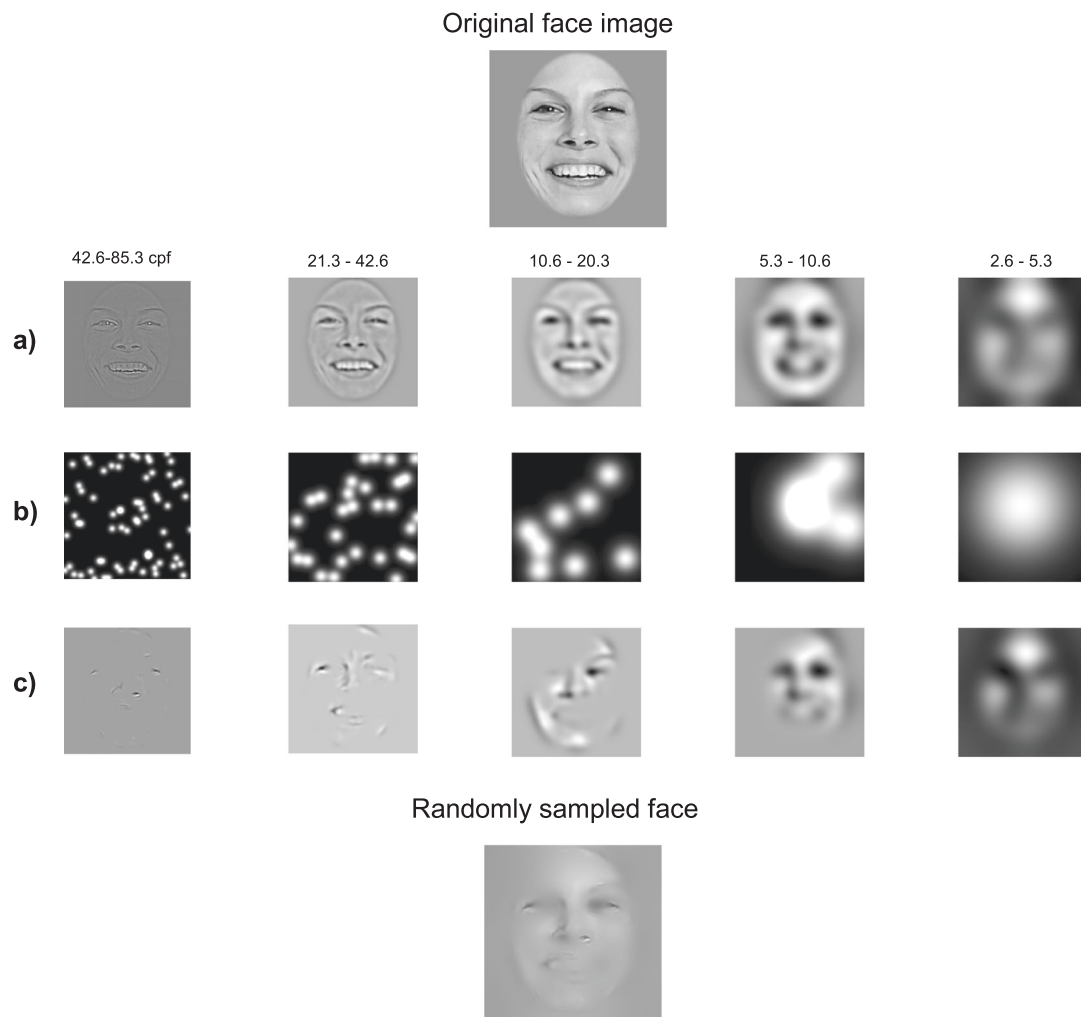 Original face image
42.6-85.3 cpf
21.3 - 42.6
10.6 - 20.3
5.3 - 10.6
2.6 - 5.3
a)
b)
c)
Randomly sampled face